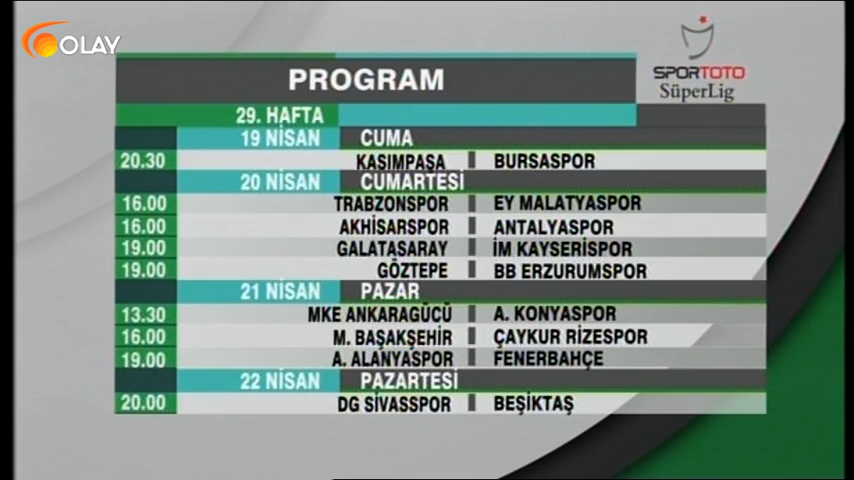 OLAY
PROGRAM
SPORTOTO
SüperLig
29. HAFTA
19 NİSAN CUMA
20.30 KASIMPAŞA BURSASPOR
20 NİSAN CUMARTESİ
16.00 TRABZONSPOR EY MALATYASPOR
16.00 AKHİSARSPOR ANTALYASPOR
19.00 GALATASARAY İM KAYSERİSPOR
19.00 GÖZTEPE BB ERZURUMSPOR
21 NİSAN PAZAR
13.30 MKE ANKARAGÜCÜ A. KONYASPOR
16.00 M. BAŞAKŞEHİR ÇAYKUR RİZESPOR
19.00 A. ALANYASPOR FENERBAHÇE
22 NİSAN PAZARTESİ
20.00 DG SİVASSPOR BEŞİKTAŞ